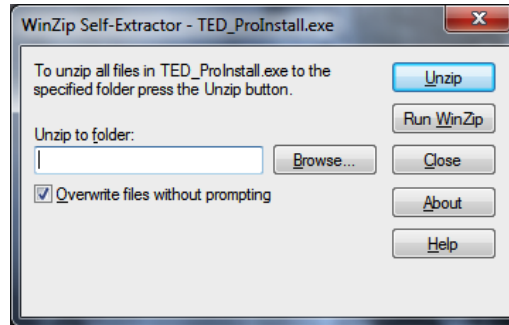 WinZip Self-Extractor - TED_ProInstall.exe
To unzip all files in TED_ProInstall.exe to the
specified folder press the Unzip button.
Unzip to folder:
Browse...
Overwrite files without prompting
Unzip
Run WinZip
Close
About
Help